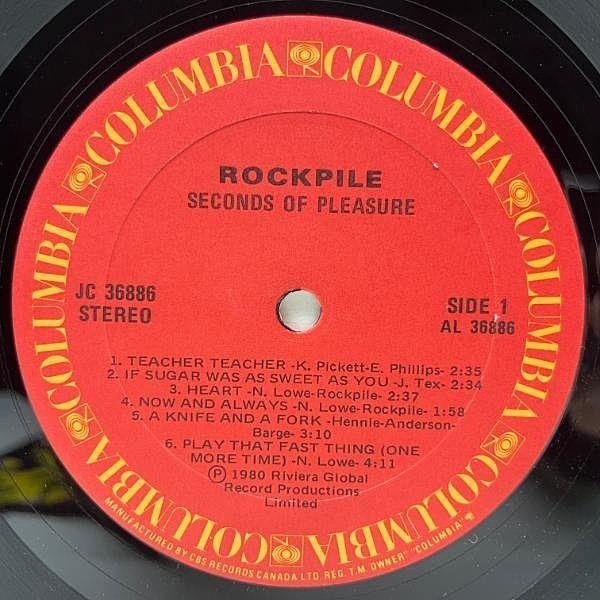 COLUMBIA COLUMBIA COLUMBIA COLUMBIA COLUMBIA COLUMBIA COLUMBIA COLUMBIA
ROCKPILE
SECONDS OF PLEASURE
JC 36886
STEREO
SIDE 1
AL 36886
1. TEACHER TEACHER -K. Pickett-E. Phillips- 2:35
2. IF SUGAR WAS AS SWEET AS YOU -J. Tex- 2:34
3. HEART -N. Lowe-Rockpile- 2:37
4. NOW AND ALWAYS -N. Lowe-Rockpile- 1:58
5. A KNIFE AND A FORK -Hennie-Anderson-
Barge- 3:10
6. PLAY THAT FAST THING (ONE
MORE TIME) -N. Lowe- 4:11
Ⓟ 1980 Riviera Global
Record Productions
Limited
MANUFACTURED BY CBS RECORDS CANADA LTD. REG. T.M. OWNER "COLUMBIA"